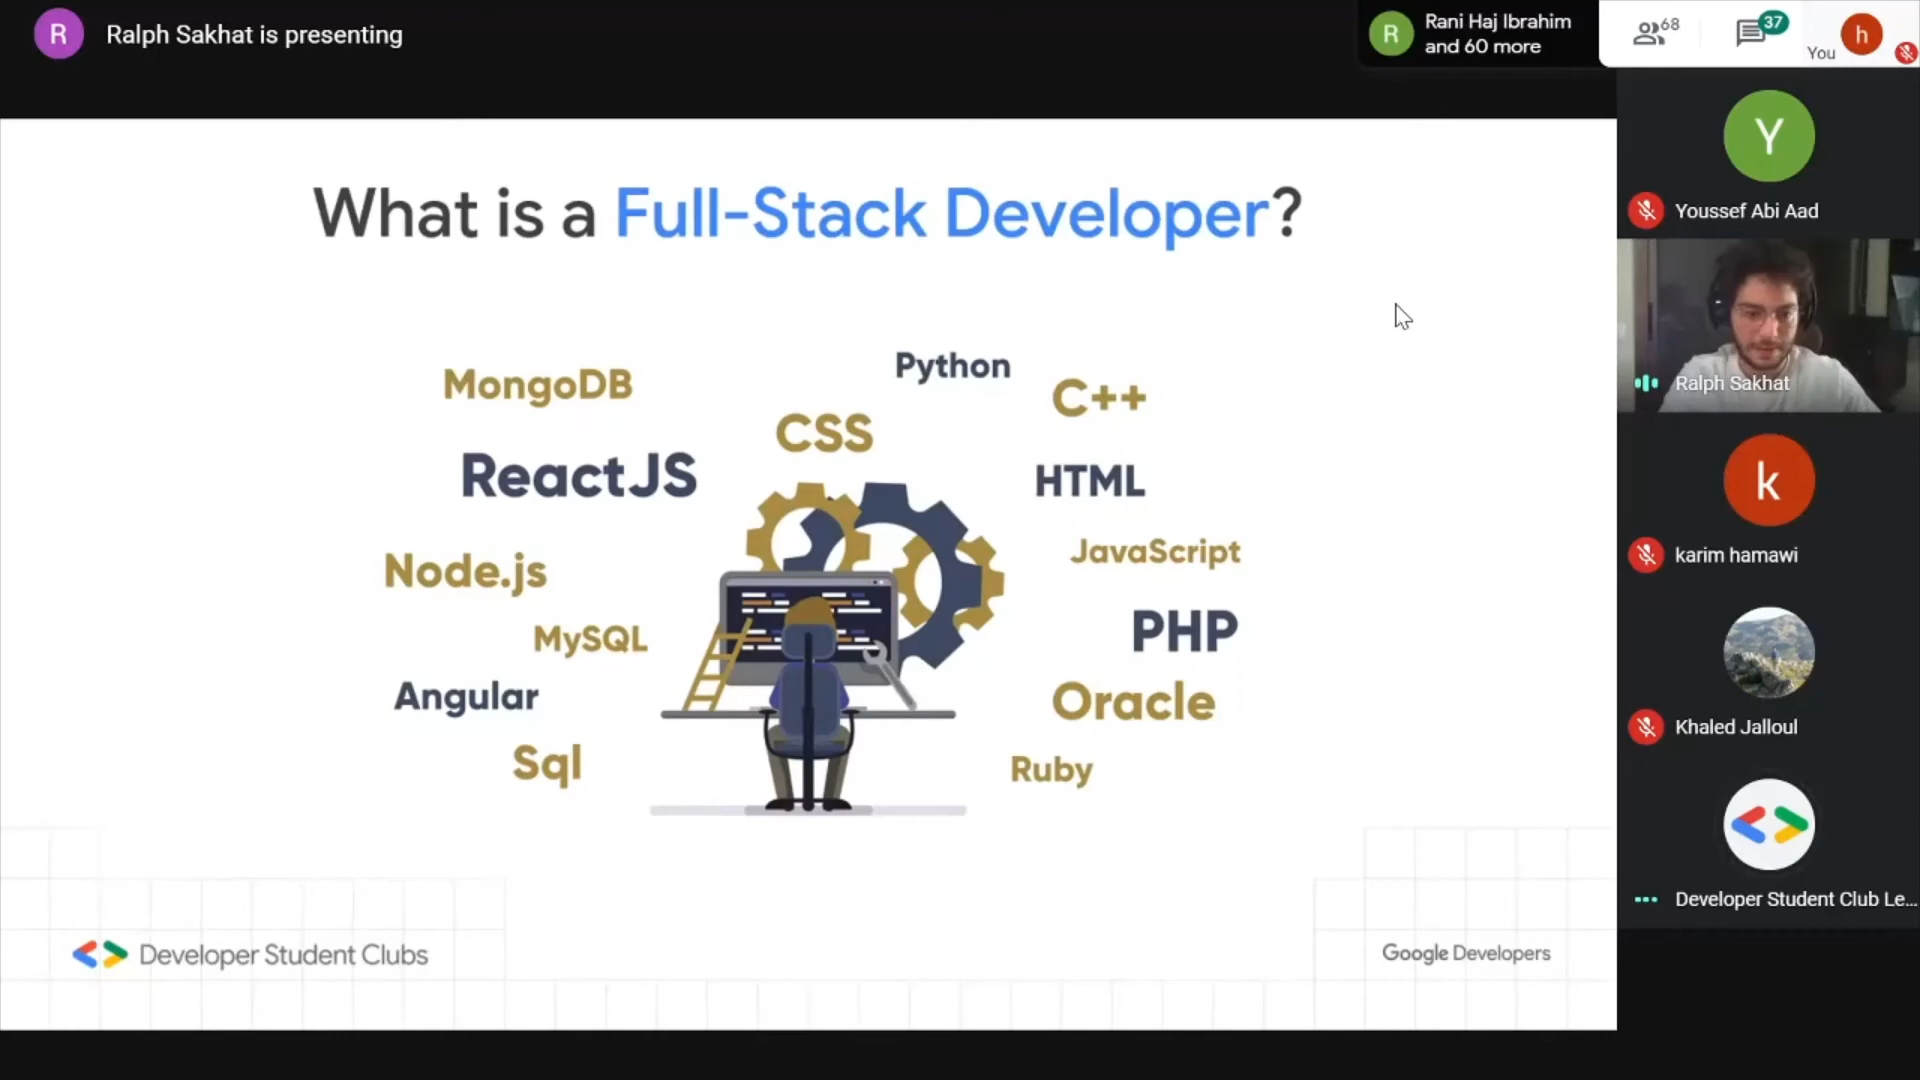 R
Ralph Sakhat is presenting
R
Rani Haj Ibrahim
and 60 more
68
37
You
h
What is a Full-Stack Developer?
MongoDB
Python
C++
CSS
ReactJS
HTML
Node.js
JavaScript
MySQL
PHP
Angular
Oracle
Sql
Ruby
Developer Student Clubs
Google Developers
Y
Youssef Abi Aad
Ralph Sakhat
k
karim hamawi
Khaled Jalloul
Developer Student Club Le...